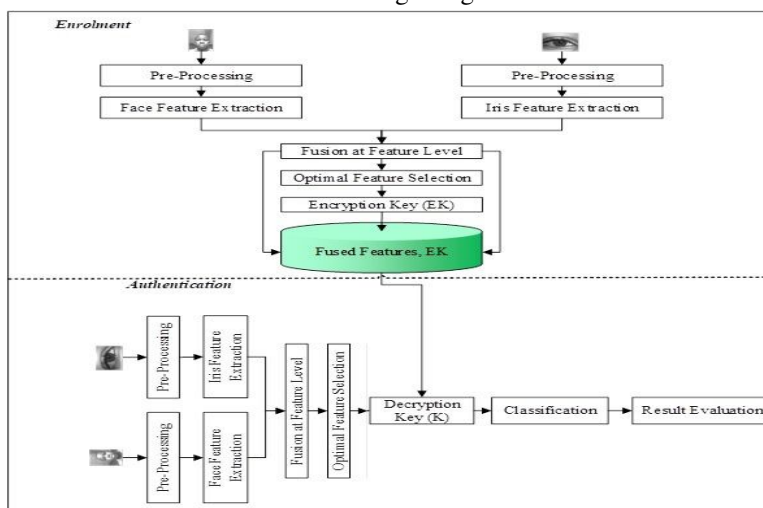 Enrolment
Pre-Processing
Pre-Processing
Face Feature Extraction
Iris Feature Extraction
Fusion at Feature Level
Optimal Feature Selection
Encryption Key (EK)
Fused Features, EK
Authentication
Pre-Processing
Iris Feature
Extraction
Pre-Processing
Face Feature
Extraction
Fusion at Feature Level
Optimal Feature Selection
Decryption
Key (K)
Classification
Result Evaluation